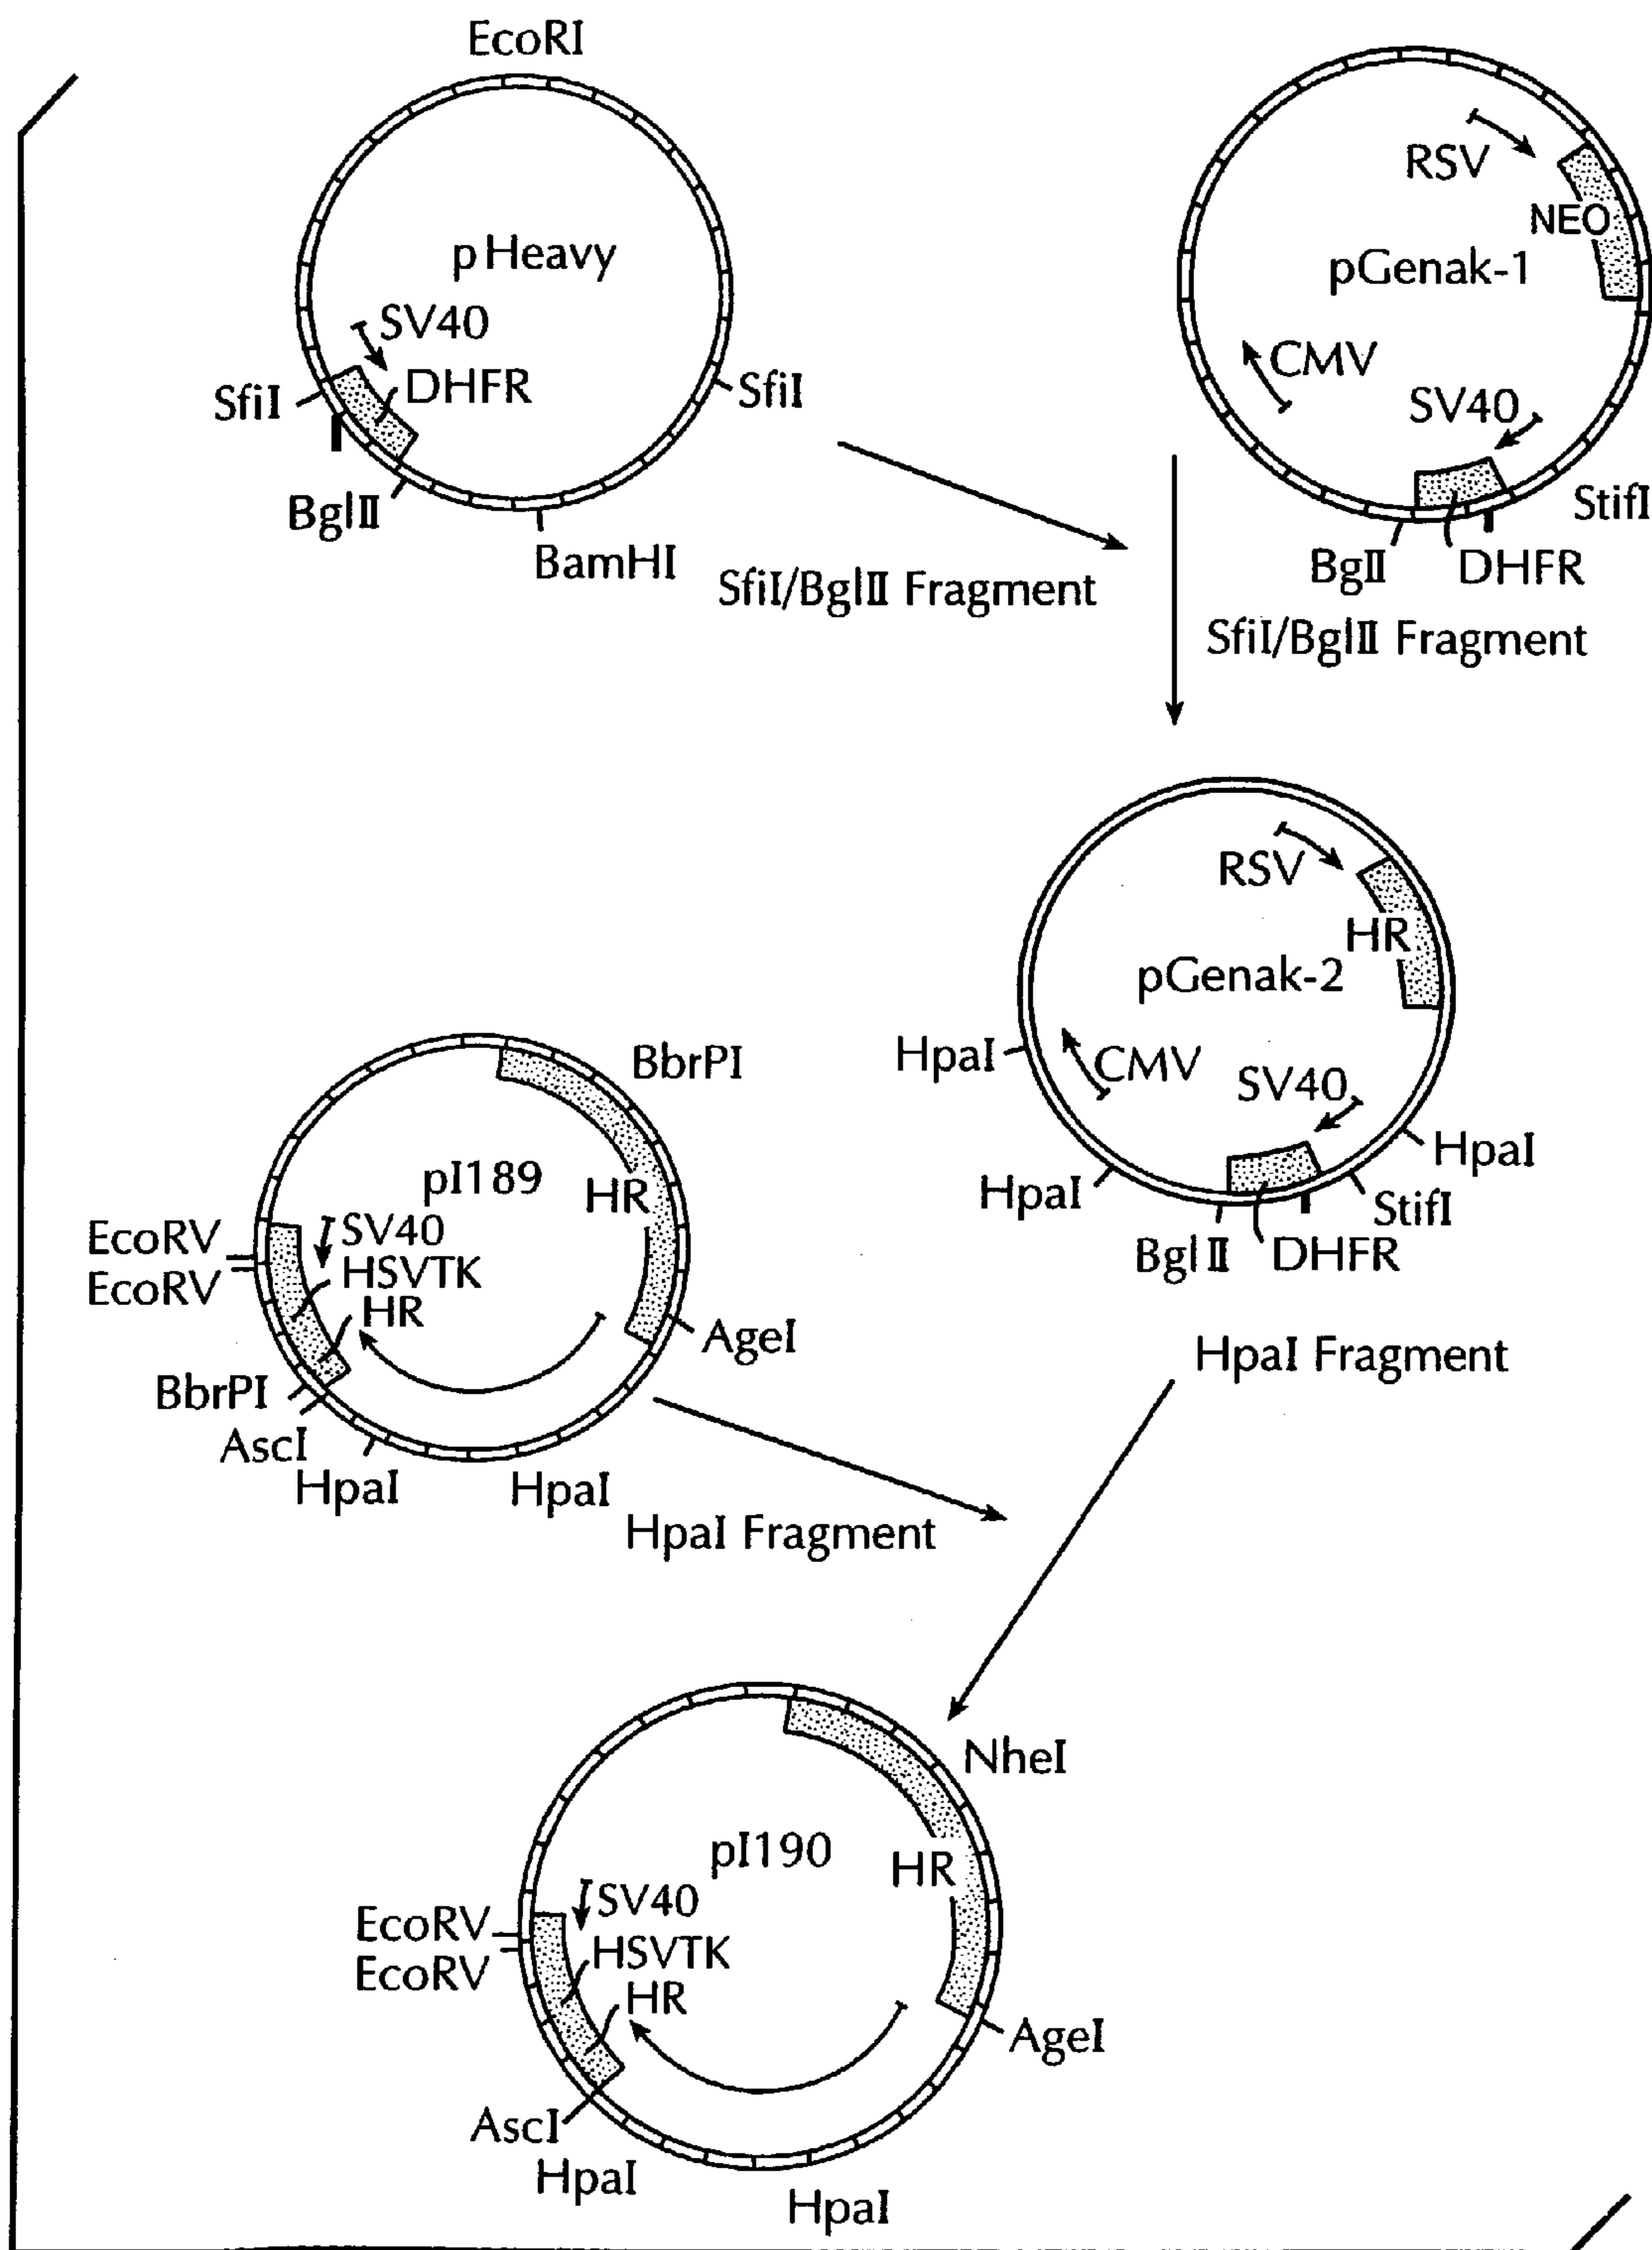 EcoRI
pHeavy
SV40
DHFR
SfiI
SfiI
BglII
BamHI
SfiI/BglII Fragment
RSV
NEO
pGenak-1
CMV
SV40
StifI
BgII
DHFR
SfiI/BglII Fragment
RSV
HR
pGenak-2
HpaI
CMV
SV40
HpaI
HpaI
StifI
Bgl II
DHFR
HpaI Fragment
BbrPI
pI189
HR
EcoRV
EcoRV
SV40
HSVTK
HR
AgeI
BbrPI
AscI
HpaI
HpaI
HpaI Fragment
NheI
pI190
HR
EcoRV
EcoRV
SV40
HSVTK
HR
AgeI
AscI
HpaI
HpaI